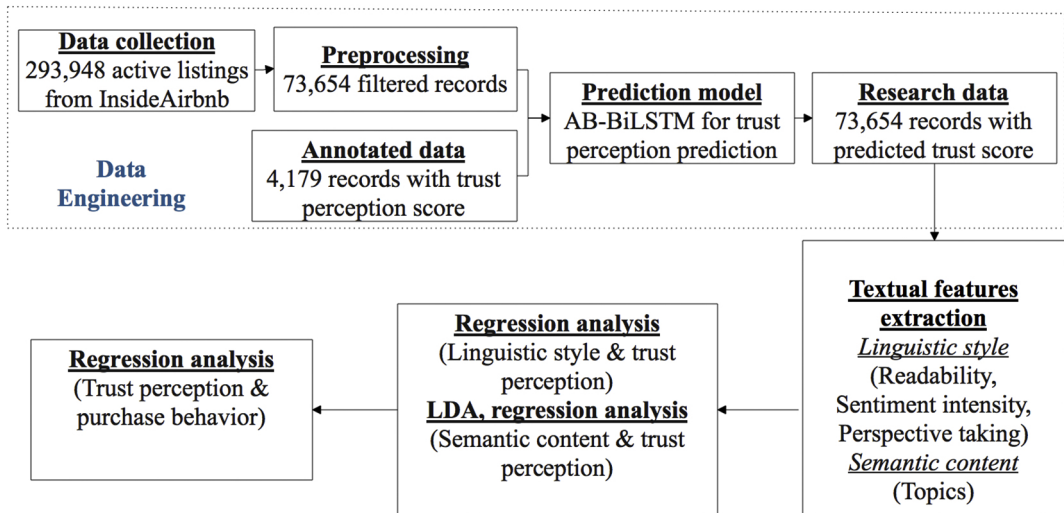 Data collection
293,948 active listings
from InsideAirbnb
Preprocessing
73,654 filtered records
Annotated data
4,179 records with trust
perception score
Prediction model
AB-BiLSTM for trust
perception prediction
Research data
73,654 records with
predicted trust score
Data
Engineering
Textual features
extraction
Linguistic style
(Readability,
Sentiment intensity,
Perspective taking)
Semantic content
(Topics)
Regression analysis
(Linguistic style & trust
perception)
LDA, regression analysis
(Semantic content & trust
perception)
Regression analysis
(Trust perception &
purchase behavior)